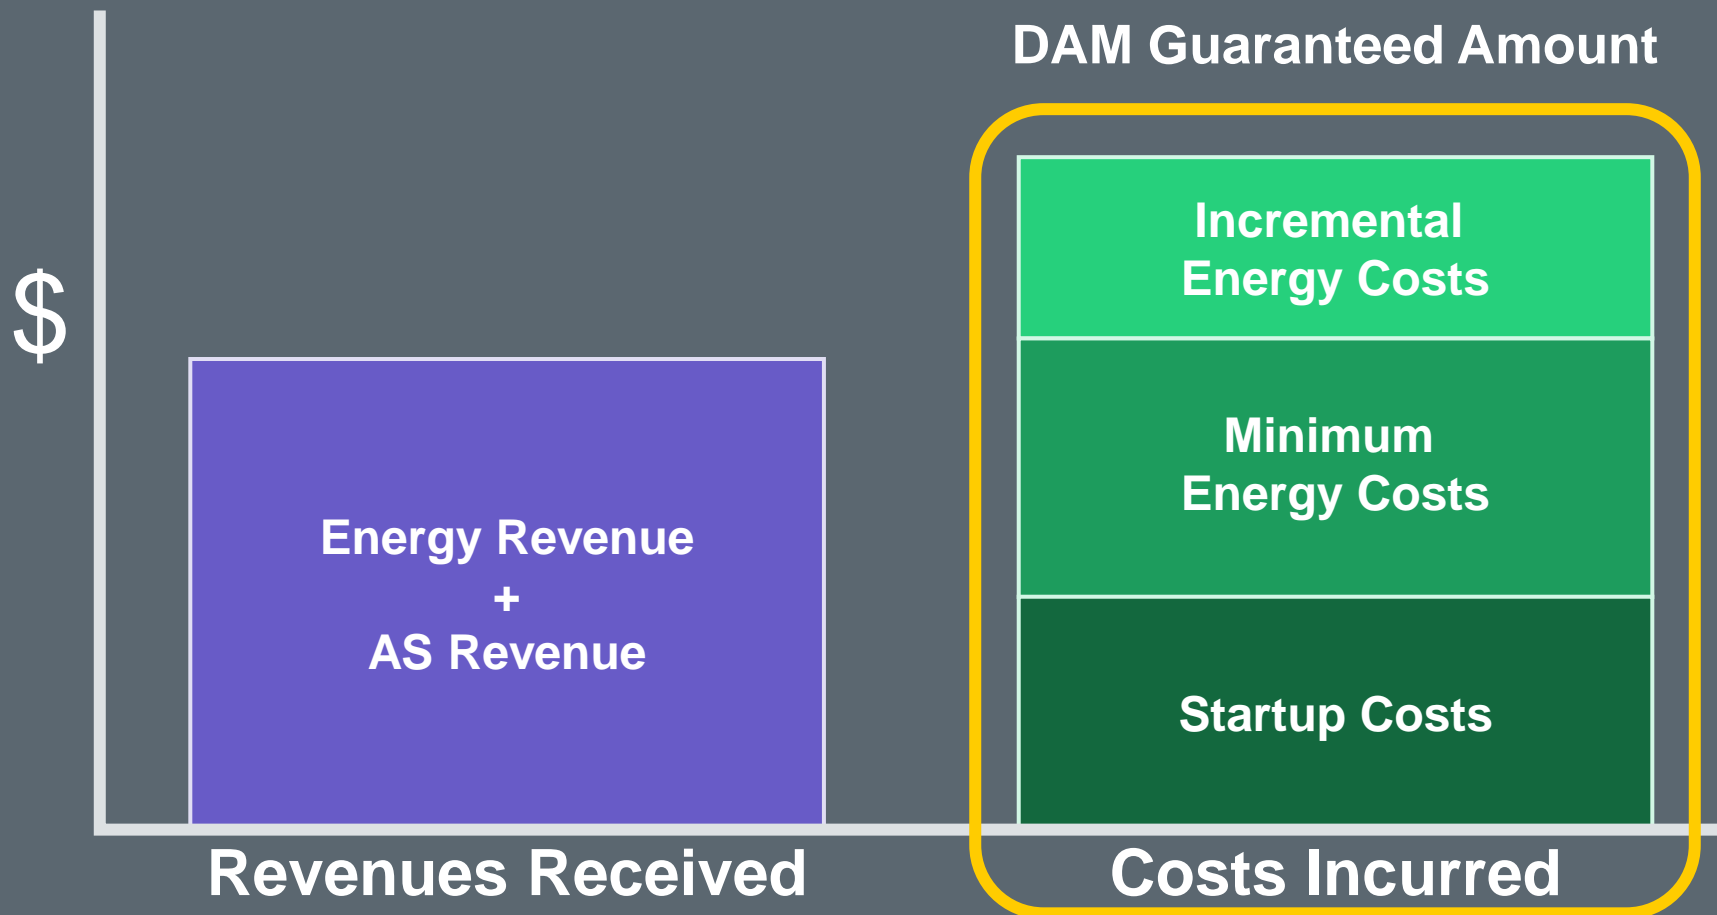 DAM Guaranteed Amount
$
Incremental
Energy Costs
Minimum
Energy Costs
Startup Costs
Energy Revenue
+
AS Revenue
Revenues Received
Costs Incurred